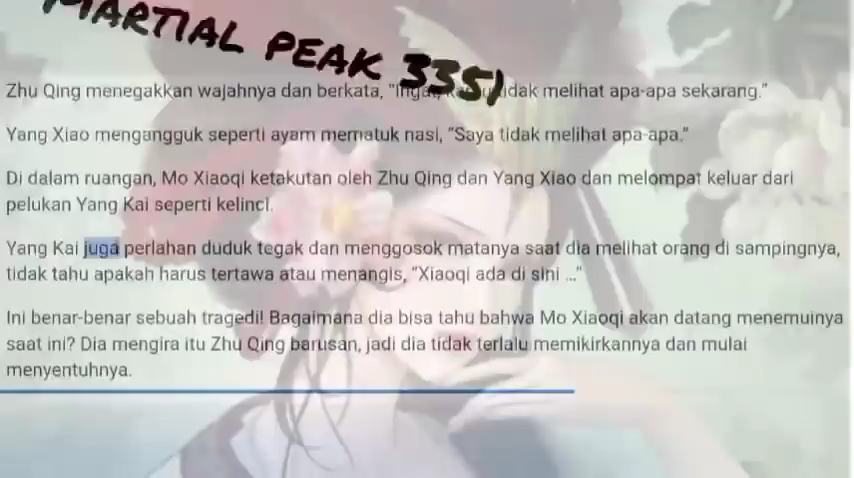 MARTIAL PEAK 3351
Zhu Qing menegakkan wajahnya dan berkata, "Ingat, tidak melihat apa-apa sekarang."
Yang Xiao mengangguk seperti ayam mematuk nasi, "Saya tidak melihat apa-apa."
Di dalam ruangan, Mo Xiaoqi ketakutan oleh Zhu Qing dan Yang Xiao dan melompat keluar dari
pelukan Yang Kai seperti kelinci.
Yang Kai juga perlahan duduk tegak dan menggosok matanya saat dia melihat orang di sampingnya,
tidak tahu apakah harus tertawa atau menangis, "Xiaoqi ada di sini ..."
Ini benar-benar sebuah tragedi! Bagaimana dia bisa tahu bahwa Mo Xiaoqi akan datang menemuinya
saat ini? Dia mengira itu Zhu Qing barusan, jadi dia tidak terlalu memikirkannya dan mulai
menyentuhnya.